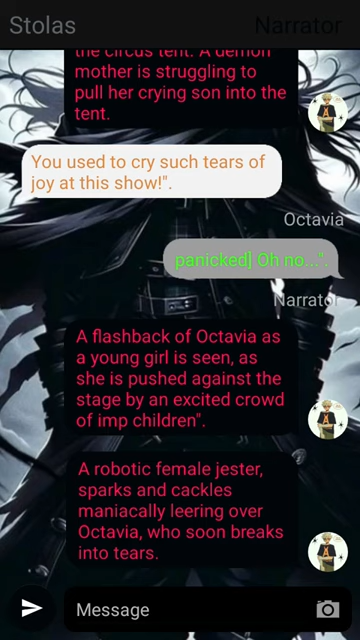 Stolas
Narrator
the circus tent. A demon
mother is struggling to
pull her crying son into the
tent.
You used to cry such tears of
joy at this show!".
Octavia
panicked] Oh no...".
Narrator
A flashback of Octavia as
a young girl is seen, as
she is pushed against the
stage by an excited crowd
of imp children".
A robotic female jester,
sparks and cackles
maniacally leering over
Octavia, who soon breaks
into tears.
Message